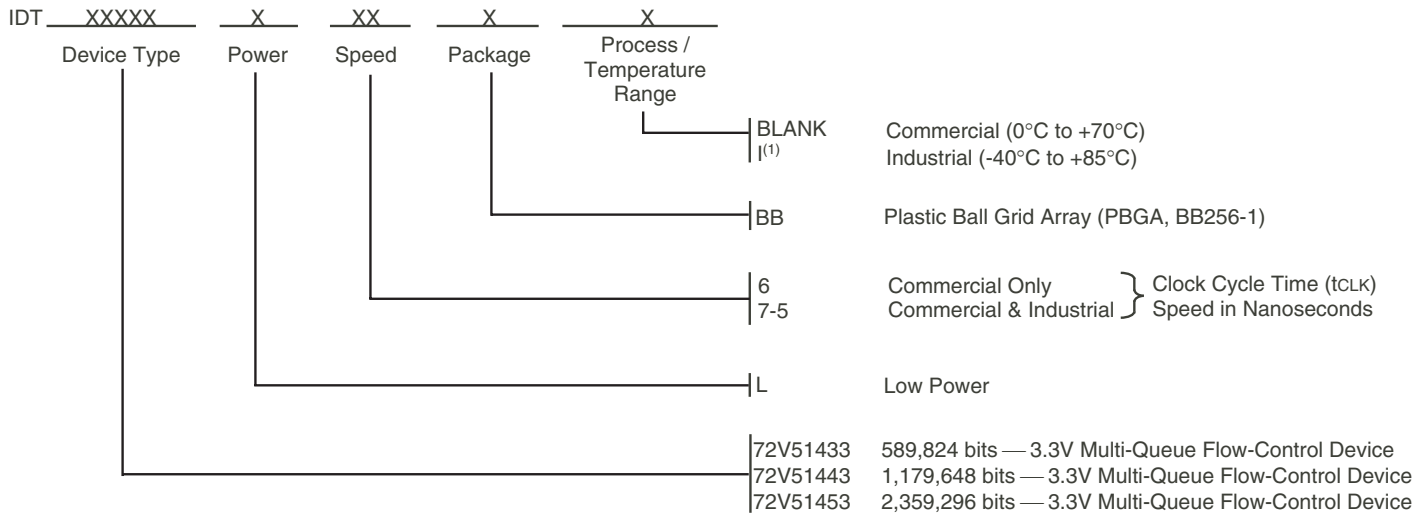 IDT XXXXX X XX X X
Device Type Power Speed Package Process / Temperature Range
BLANK Commercial (0°C to +70°C)
I(1) Industrial (-40°C to +85°C)
BB Plastic Ball Grid Array (PBGA, BB256-1)
6 Commercial Only Clock Cycle Time (tCLK)
7-5 Commercial & Industrial Speed in Nanoseconds
L Low Power
72V51433 589,824 bits — 3.3V Multi-Queue Flow-Control Device
72V51443 1,179,648 bits — 3.3V Multi-Queue Flow-Control Device
72V51453 2,359,296 bits — 3.3V Multi-Queue Flow-Control Device